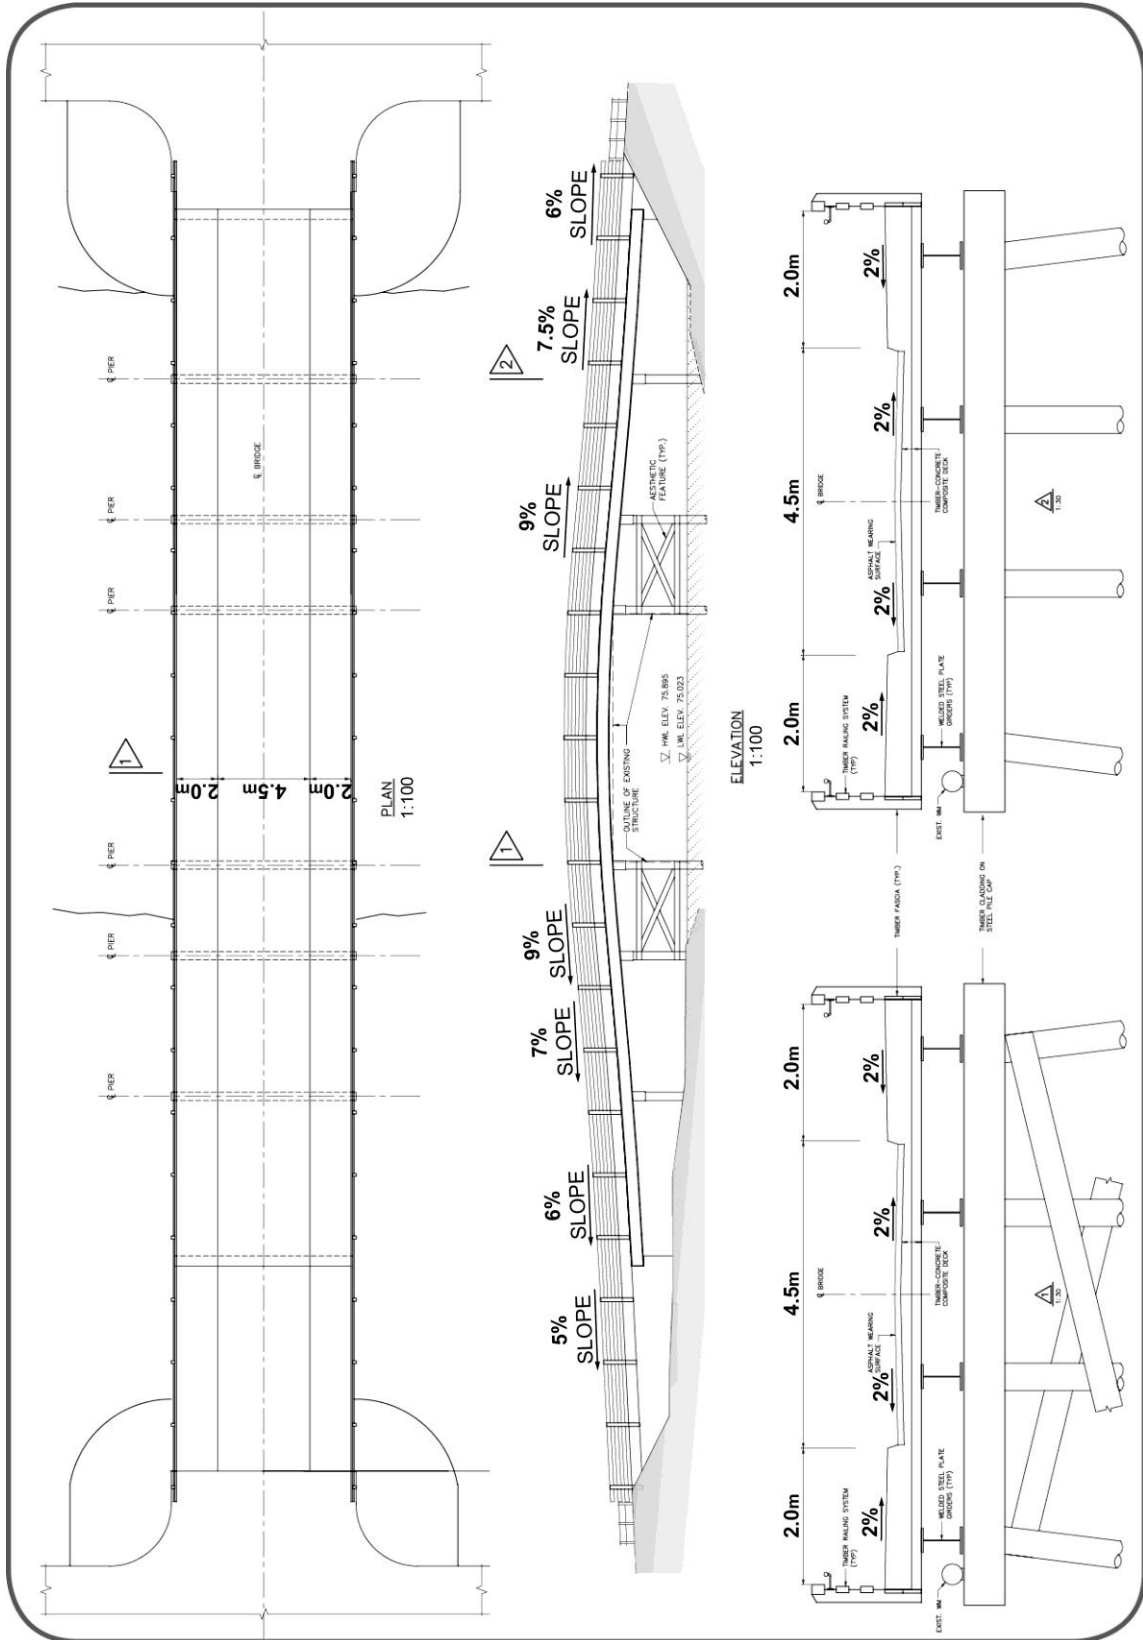 ℄ PIER
℄ PIER
℄ PIER
℄ PIER
℄ PIER
℄ PIER
℄ BRIDGE
1
2.0m
4.5m
2.0m
PLAN
1:100
5%
SLOPE
6%
SLOPE
7%
SLOPE
9%
SLOPE
1
9%
SLOPE
2
7.5%
SLOPE
6%
SLOPE
OUTLINE OF EXISTING
STRUCTURE
AESTHETIC
FEATURE (TYP.)
HWL ELEV. 75.895
LWL ELEV. 75.023
ELEVATION
1:100
2.0m
4.5m
2.0m
℄ BRIDGE
TIMBER RAILING SYSTEM
(TYP)
ASPHALT WEARING
SURFACE
2%
2%
2%
2%
EXIST. WM
WELDED STEEL PLATE
GIRDERS (TYP)
TIMBER-CONCRETE
COMPOSITE DECK
1
1:30
TIMBER FASCIA (TYP.)
TIMBER CLADDING ON
STEEL PILE CAP
2.0m
4.5m
2.0m
℄ BRIDGE
TIMBER RAILING SYSTEM
(TYP)
ASPHALT WEARING
SURFACE
2%
2%
2%
2%
EXIST. WM
WELDED STEEL PLATE
GIRDERS (TYP)
TIMBER-CONCRETE
COMPOSITE DECK
2
1:30